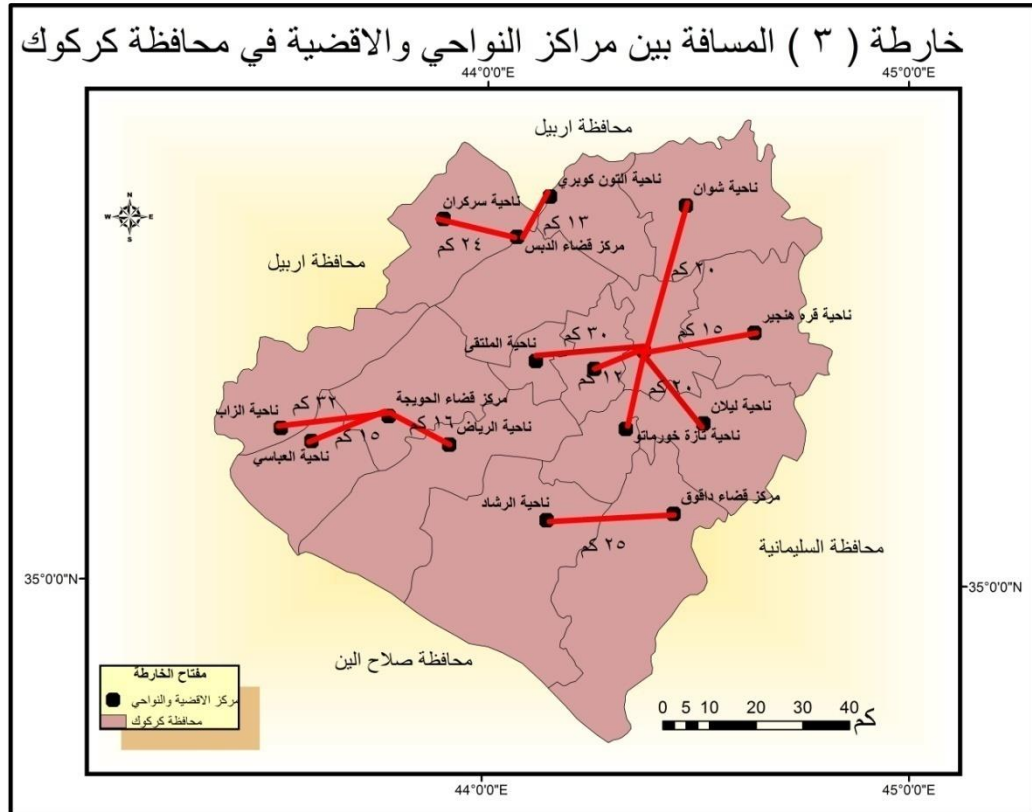 خارطة ( ٣ ) المسافة بين مراكز النواحي والاقضية في محافظة كركوك
44°0'0"E
45°0'0"E
محافظة اربيل
N
W
E
S
ناحية التون كوبري
ناحية شوان
ناحية سركران
١٣ كم
مركز قضاء الدبس
٢٤ كم
محافظة اربيل
٢٠ كم
ناحية قره هنجير
١٥ كم
٣٠ كم
ناحية الملتقى
١٢ كم
٢٠ كم
مركز قضاء الحويجة
٣٢ كم
ناحية الزاب
١٦ كم
ناحية الرياض
ناحية ليلان
ناحية تازة خورماتو
١٥ كم
ناحية العباسي
مركز قضاء داقوق
ناحية الرشاد
٢٥ كم
محافظة السليمانية
35°0'0"N
35°0'0"N
محافظة صلاح الين
مفتاح الخارطة
مركز الاقضية والنواحي
محافظة كركوك
0 5 10 20 30 40
كم
44°0'0"E
45°0'0"E